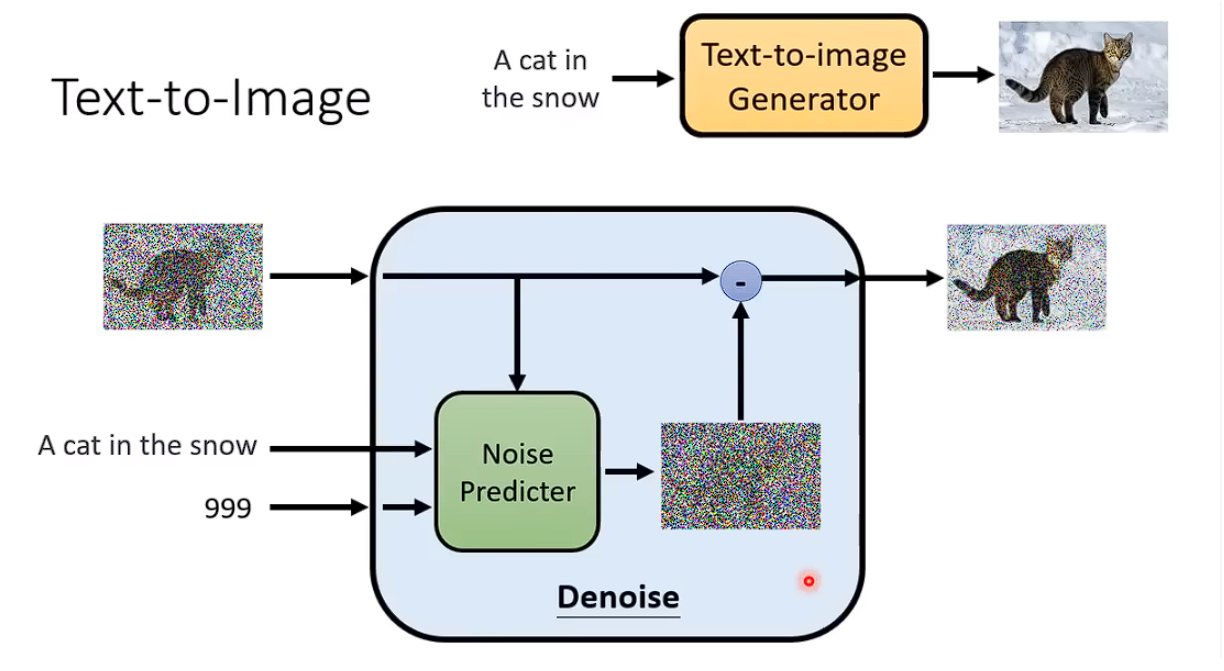 Text-to-Image
A cat in
the snow
Text-to-image
Generator
A cat in the snow
999
Noise
Predicter
-
Denoise